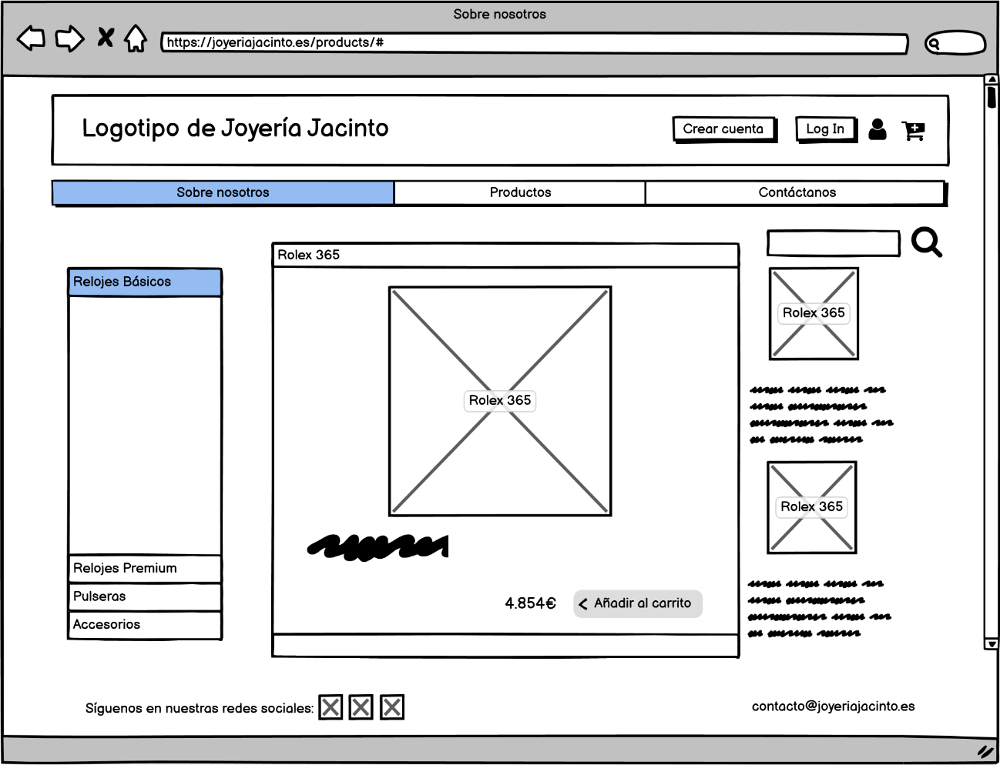 Sobre nosotros
https://joyeriajacinto.es/products/#
Logotipo de Joyería Jacinto
Crear cuenta
Log In
Sobre nosotros
Productos
Contáctanos
Rolex 365
Relojes Básicos
Rolex 365
Rolex 365
Rolex 365
Relojes Premium
Pulseras
Accesorios
4.854€
Añadir al carrito
Síguenos en nuestras redes sociales:
contacto@joyeriajacinto.es